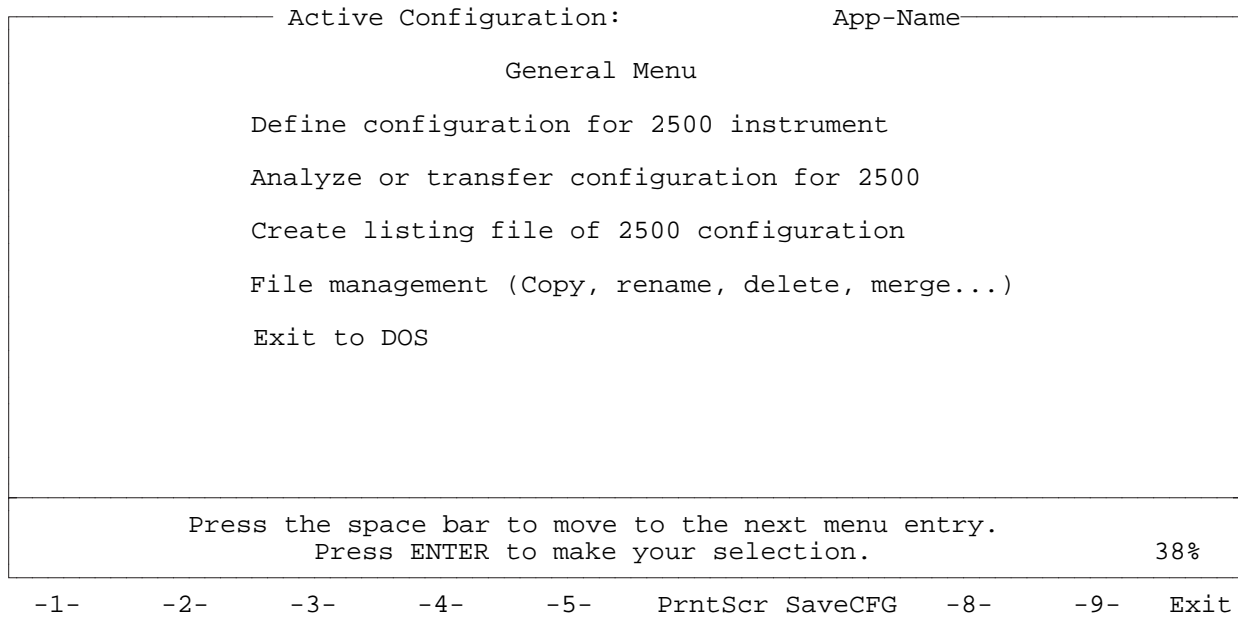 Active Configuration: App-Name
General Menu
Define configuration for 2500 instrument
Analyze or transfer configuration for 2500
Create listing file of 2500 configuration
File management (Copy, rename, delete, merge...)
Exit to DOS
Press the space bar to move to the next menu entry.
Press ENTER to make your selection. 38%
-1- -2- -3- -4- -5- PrntScr SaveCFG -8- -9- Exit